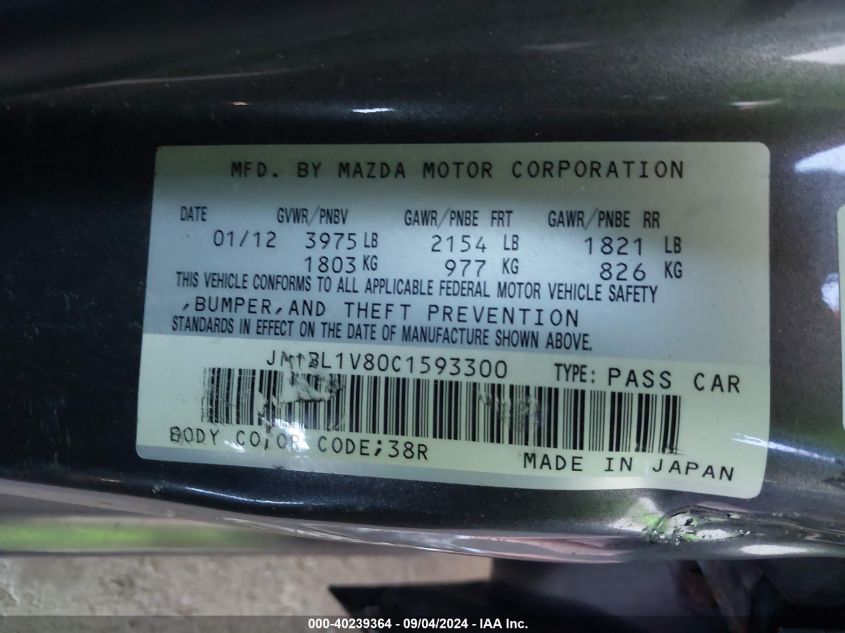 MFD. BY MAZDA MOTOR CORPORATION
DATE GVWR/PNBV GAWR/PNBE FRT GAWR/PNBE RR
01/12 3975 LB 2154 LB 1821 LB
1803 KG 977 KG 826 KG
THIS VEHICLE CONFORMS TO ALL APPLICABLE FEDERAL MOTOR VEHICLE SAFETY
,BUMPER,AND THEFT PREVENTION
STANDARDS IN EFFECT ON THE DATE OF MANUFACTURE SHOWN ABOVE.
JM1BL1V80C1593300 TYPE: PASS CAR
BODY COLOR CODE;38R
MADE IN JAPAN
000-40239364 - 09/04/2024 - IAA Inc.